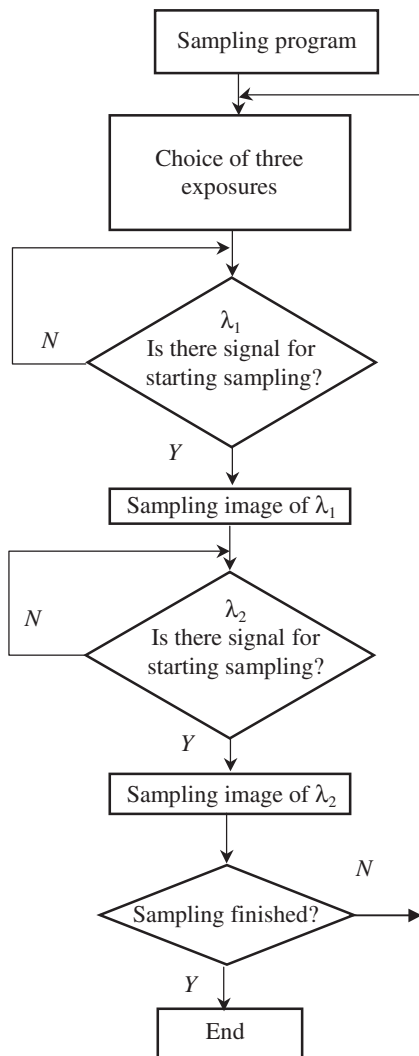 Sampling program
Choice of three
exposures
λ₁
Is there signal for
starting sampling?
N
Y
Sampling image of λ₁
λ₂
Is there signal for
starting sampling?
N
Y
Sampling image of λ₂
Sampling finished?
N
Y
End